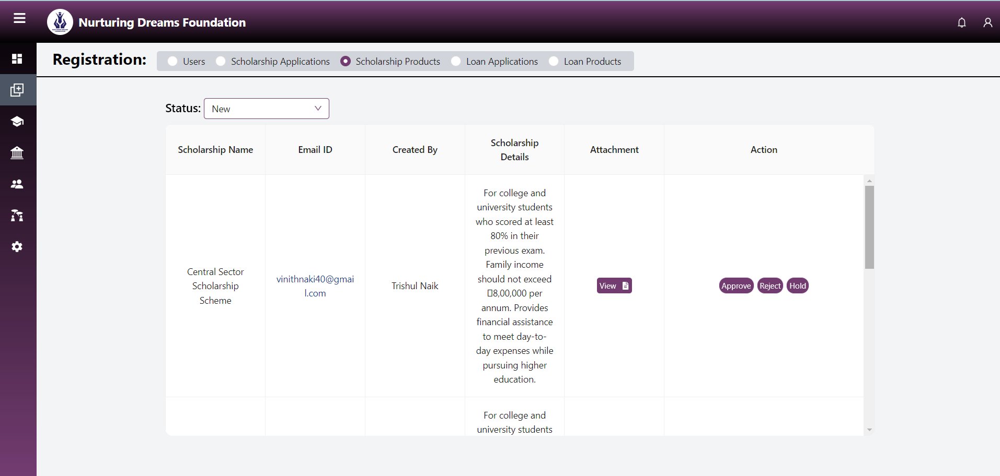 Nurturing Dreams Foundation
Registration:
Users
Scholarship Applications
Scholarship Products
Loan Applications
Loan Products
Status:
New
Scholarship Name
Email ID
Created By
Scholarship
Details
Attachment
Action
Central Sector
Scholarship
Scheme
vinithnaki40@gmai
l.com
Trishul Naik
For college and
university students
who scored at least
80% in their
previous exam.
Family income
should not exceed
▯8,00,000 per
annum. Provides
financial assistance
to meet day-to-
day expenses while
pursuing higher
education.
View
Approve
Reject
Hold
For college and
university students